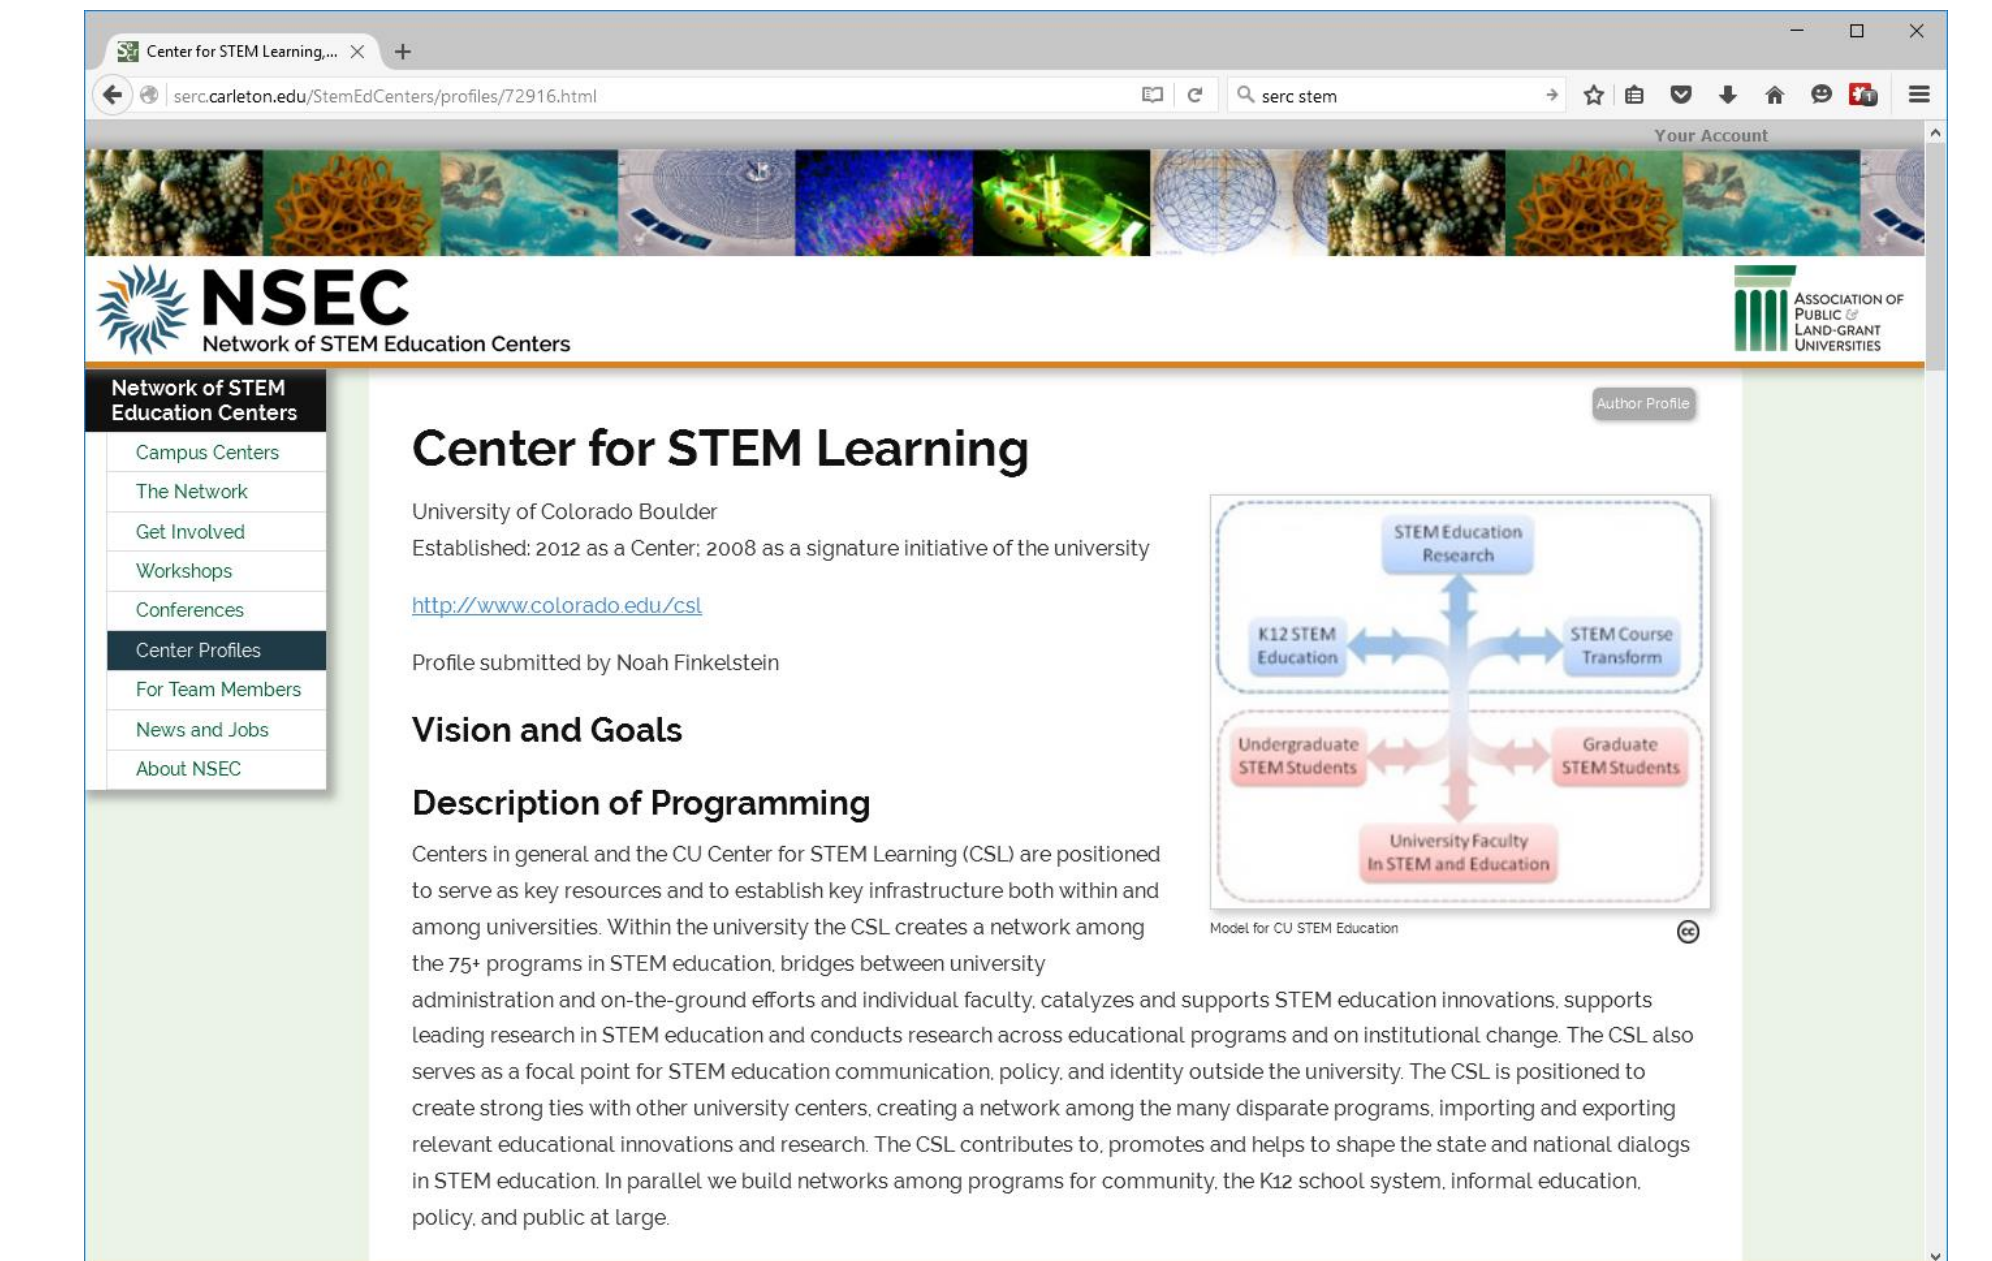 Center for STEM Learning,...
serc.carleton.edu/StemEdCenters/profiles/72916.html
serc stem
1
Your Account
NSEC
Network of STEM Education Centers
ASSOCIATION OF
PUBLIC &
LAND-GRANT
UNIVERSITIES
Network of STEM
Education Centers
Campus Centers
The Network
Get Involved
Workshops
Conferences
Center Profiles
For Team Members
News and Jobs
About NSEC
Author Profile
Center for STEM Learning
University of Colorado Boulder
Established: 2012 as a Center; 2008 as a signature initiative of the university
http://www.colorado.edu/csl
Profile submitted by Noah Finkelstein
STEM Education
Research
K12 STEM
Education
STEM Course
Transform
Undergraduate
STEM Students
Graduate
STEM Students
University Faculty
In STEM and Education
Model for CU STEM Education
cc
Vision and Goals
Description of Programming
Centers in general and the CU Center for STEM Learning (CSL) are positioned
to serve as key resources and to establish key infrastructure both within and
among universities. Within the university the CSL creates a network among
the 75+ programs in STEM education, bridges between university
administration and on-the-ground efforts and individual faculty, catalyzes and supports STEM education innovations, supports
leading research in STEM education and conducts research across educational programs and on institutional change. The CSL also
serves as a focal point for STEM education communication, policy, and identity outside the university. The CSL is positioned to
create strong ties with other university centers, creating a network among the many disparate programs, importing and exporting
relevant educational innovations and research. The CSL contributes to, promotes and helps to shape the state and national dialogs
in STEM education. In parallel we build networks among programs for community, the K12 school system, informal education,
policy, and public at large.